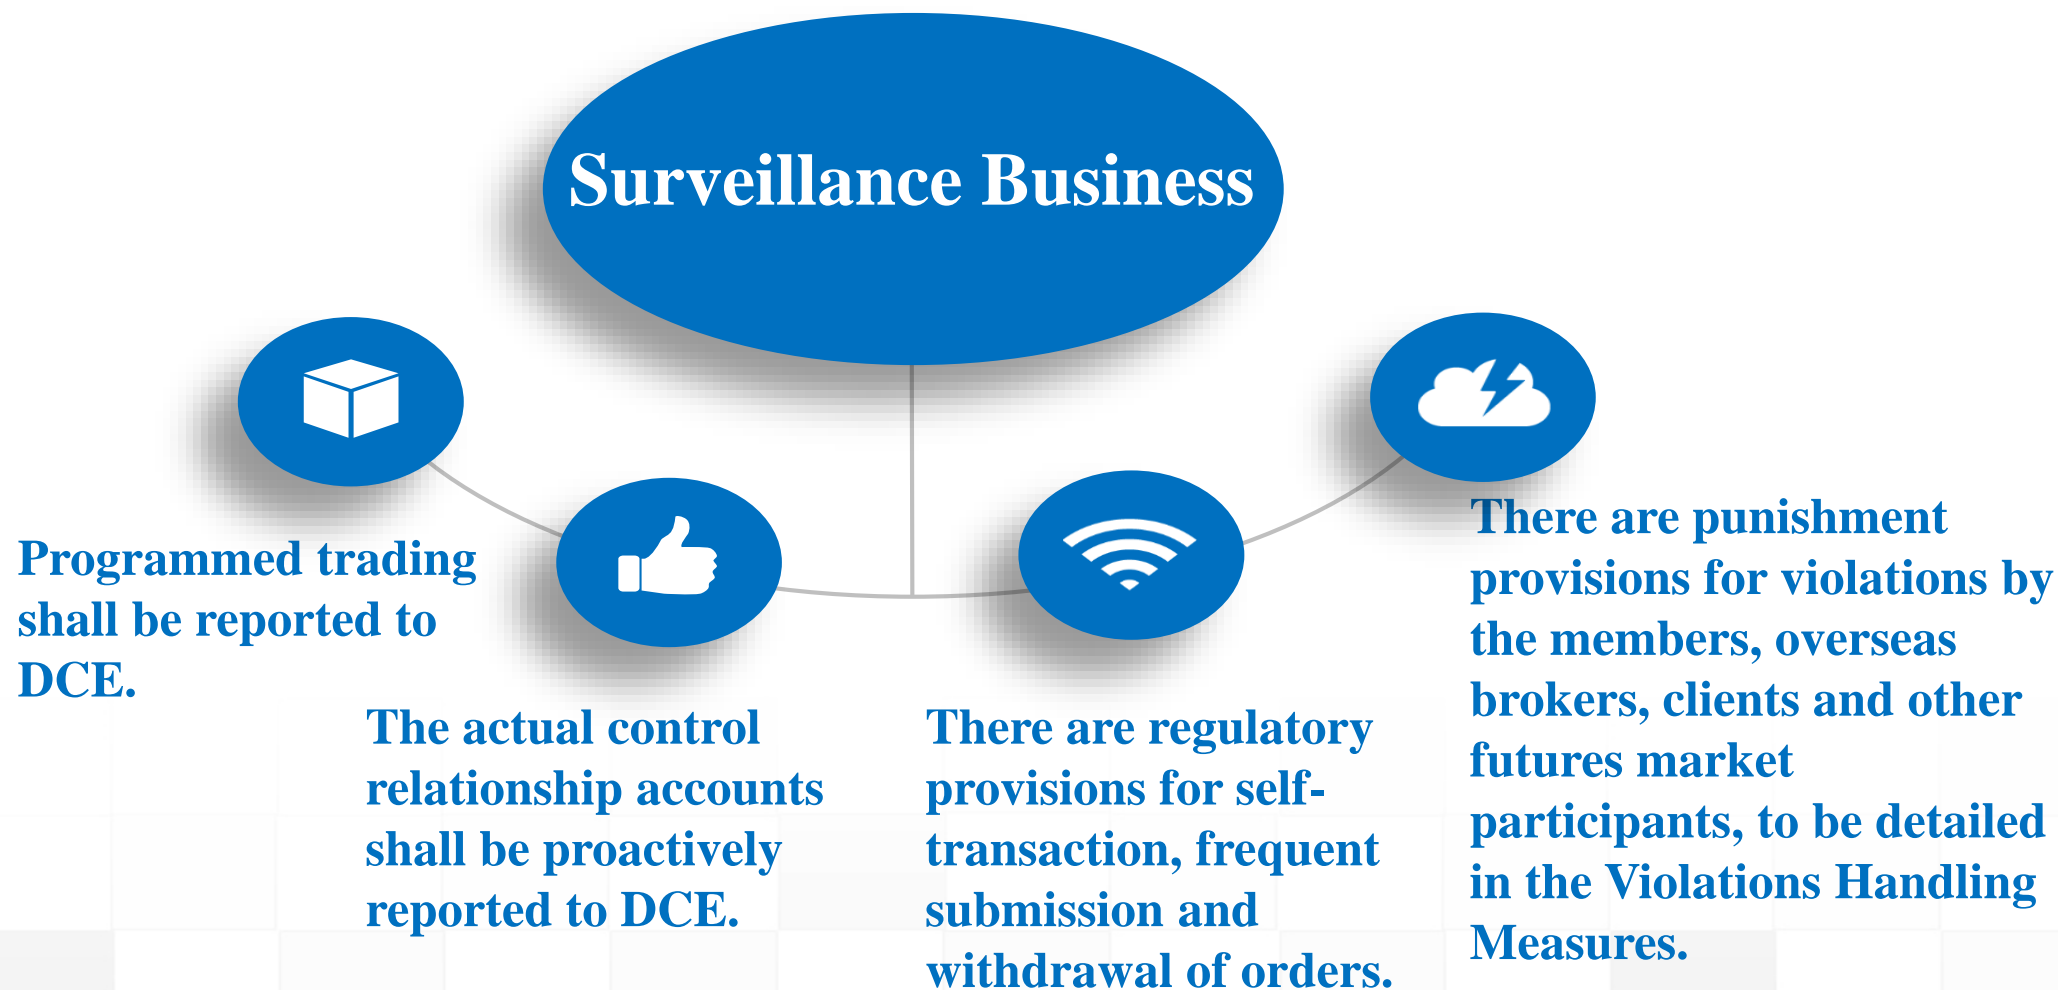 Surveillance Business
Programmed trading
shall be reported to
DCE.
The actual control
relationship accounts
shall be proactively
reported to DCE.
There are regulatory
provisions for self-
transaction, frequent
submission and
withdrawal of orders.
There are punishment
provisions for violations by
the members, overseas
brokers, clients and other
futures market
participants, to be detailed
in the Violations Handling
Measures.